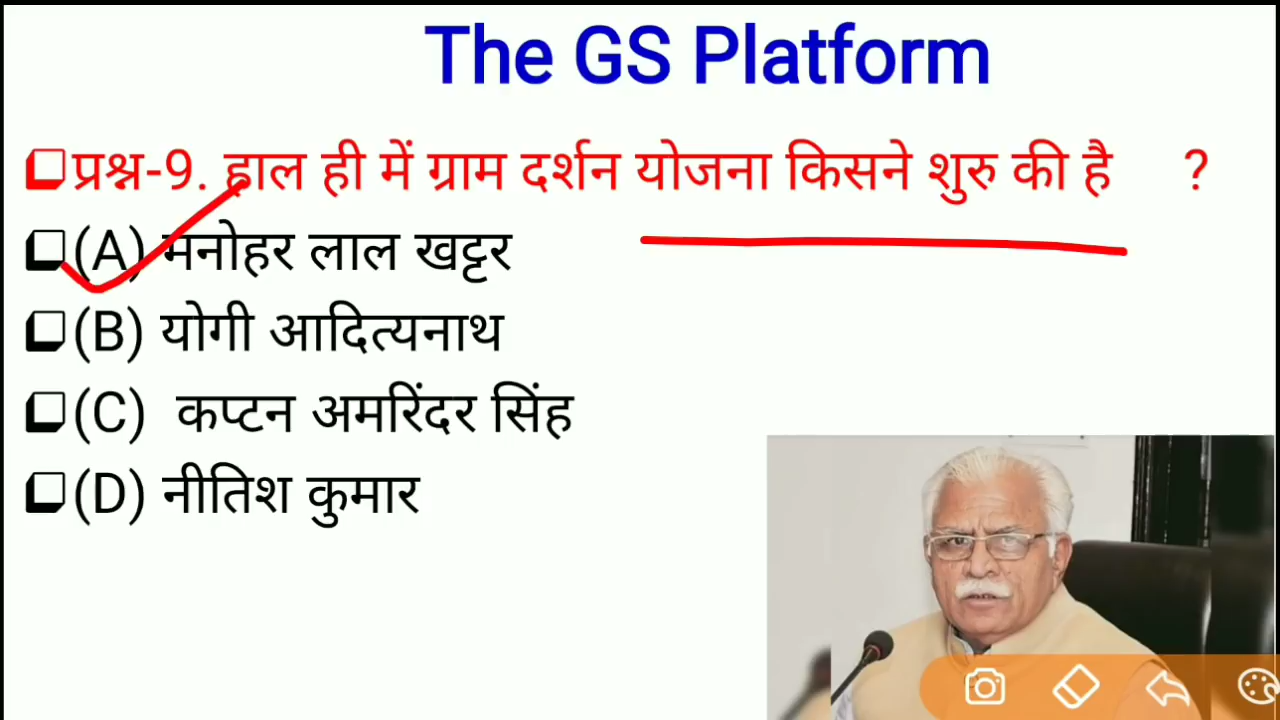 The GS Platform
प्रश्न-9. हाल ही में ग्राम दर्शन योजना किसने शुरु की है ?
(A) मनोहर लाल खट्टर
(B) योगी आदित्यनाथ
(C) कप्टन अमरिंदर सिंह
(D) नीतिश कुमार